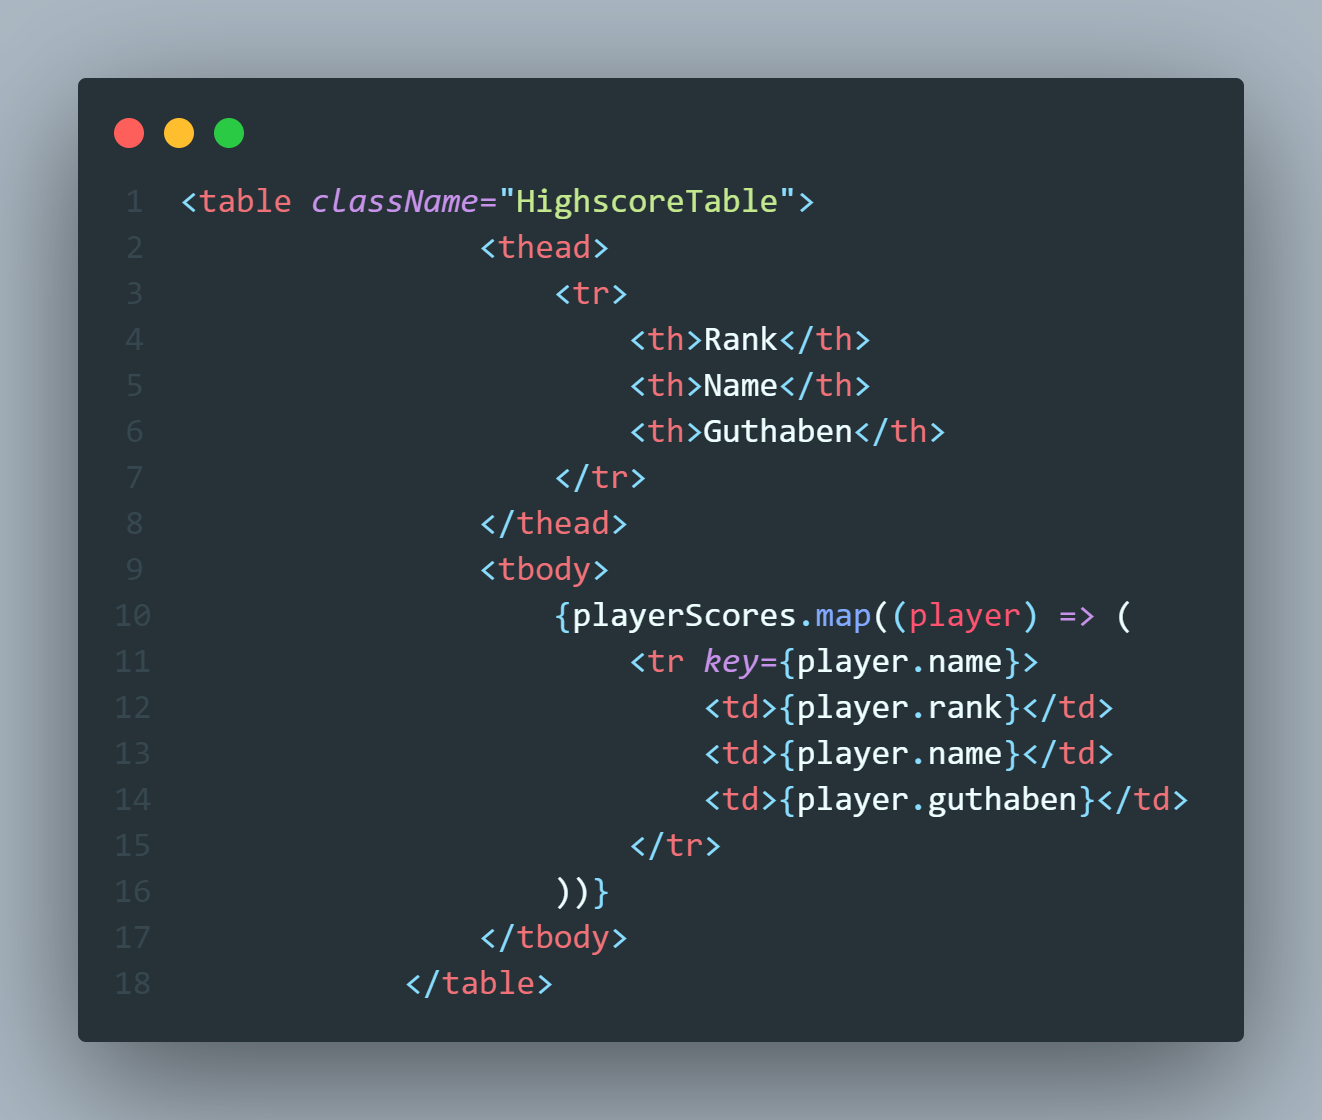 1 <table className="HighscoreTable">
2                 <thead>
3                     <tr>
4                         <th>Rank</th>
5                         <th>Name</th>
6                         <th>Guthaben</th>
7                     </tr>
8                 </thead>
9                 <tbody>
10                     {playerScores.map((player) => (
11                         <tr key={player.name}>
12                             <td>{player.rank}</td>
13                             <td>{player.name}</td>
14                             <td>{player.guthaben}</td>
15                         </tr>
16                     ))}
17                 </tbody>
18             </table>